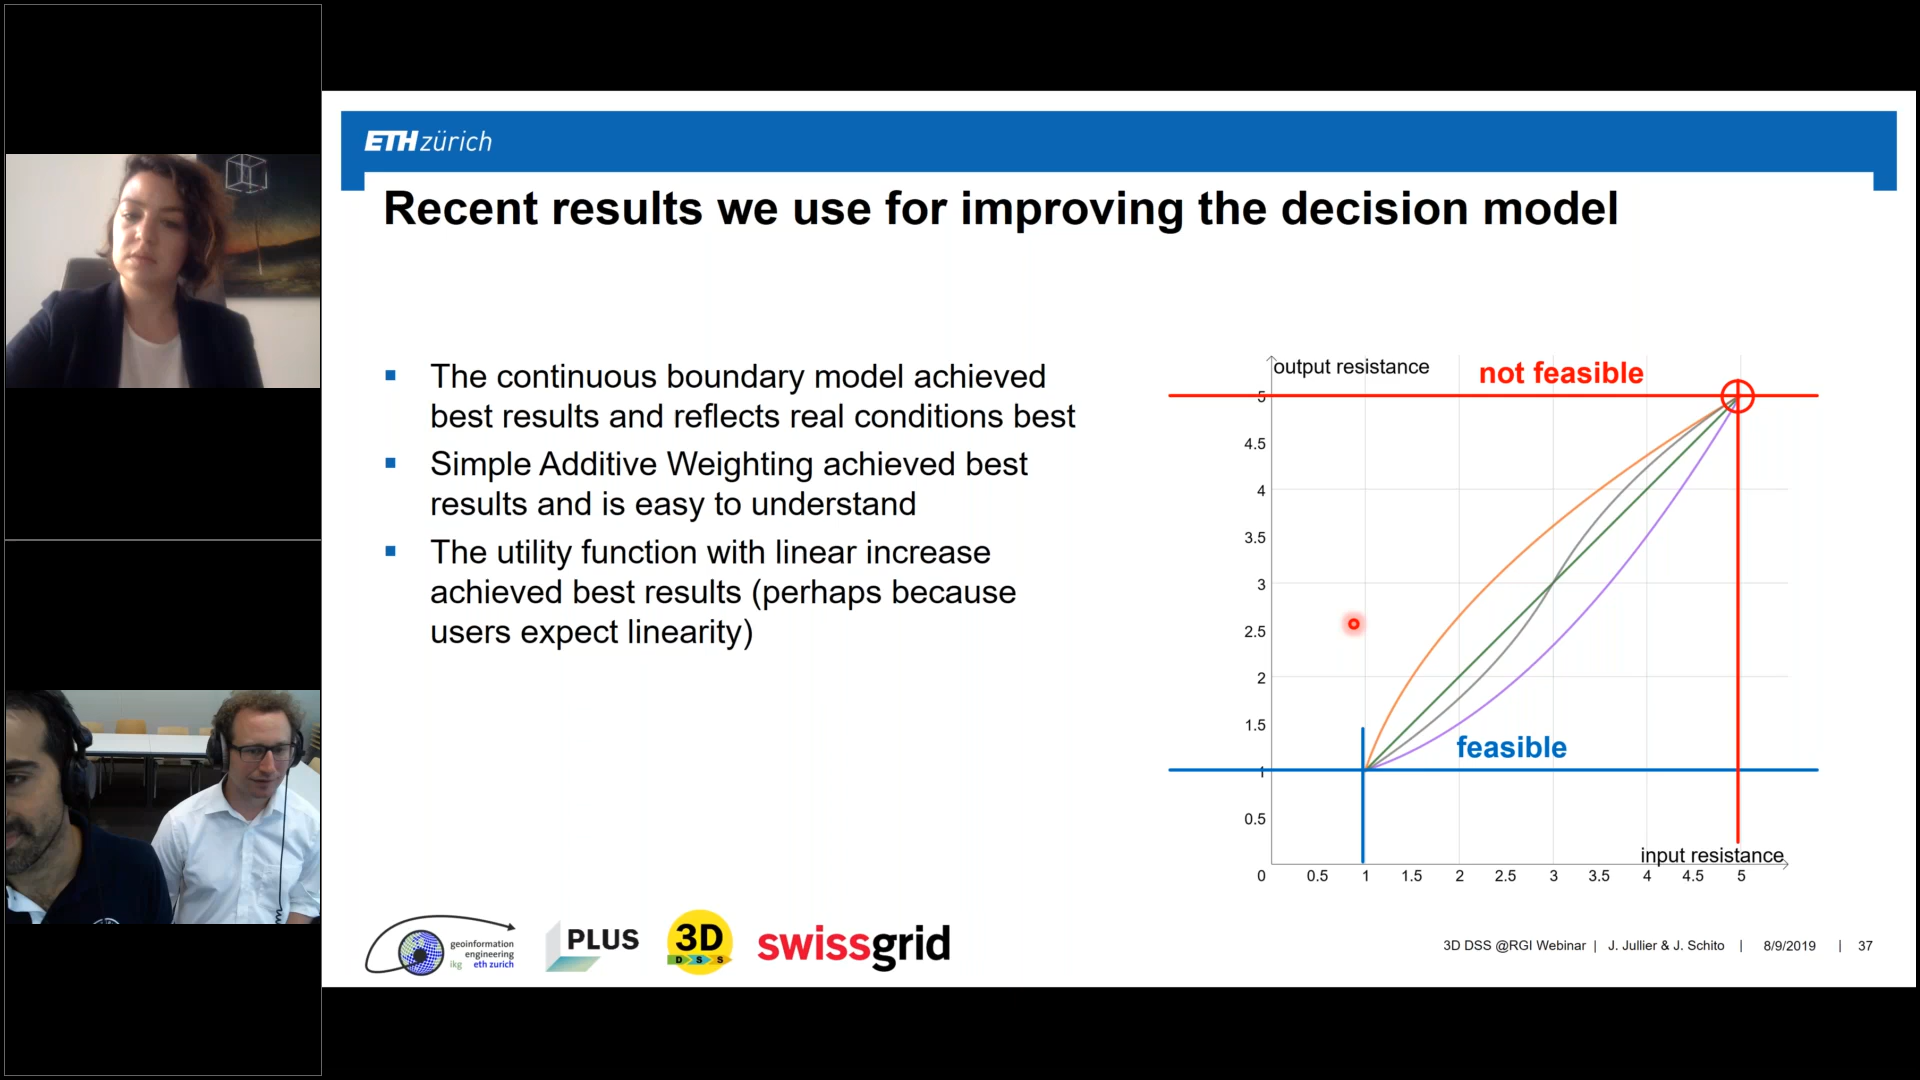 ETH zürich
Recent results we use for improving the decision model
The continuous boundary model achieved
best results and reflects real conditions best
Simple Additive Weighting achieved best
results and is easy to understand
The utility function with linear increase
achieved best results (perhaps because
users expect linearity)
output resistance
not feasible
5
4.5
4
3.5
3
2.5
2
1.5
feasible
1
0.5
input resistance
0 0.5 1 1.5 2 2.5 3 3.5 4 4.5 5
geoinformation
engineering
ikg eth zurich
PLUS
3D
D S S
swissgrid
3D DSS @RGI Webinar | J. Jullier & J. Schito | 8/9/2019 | 37